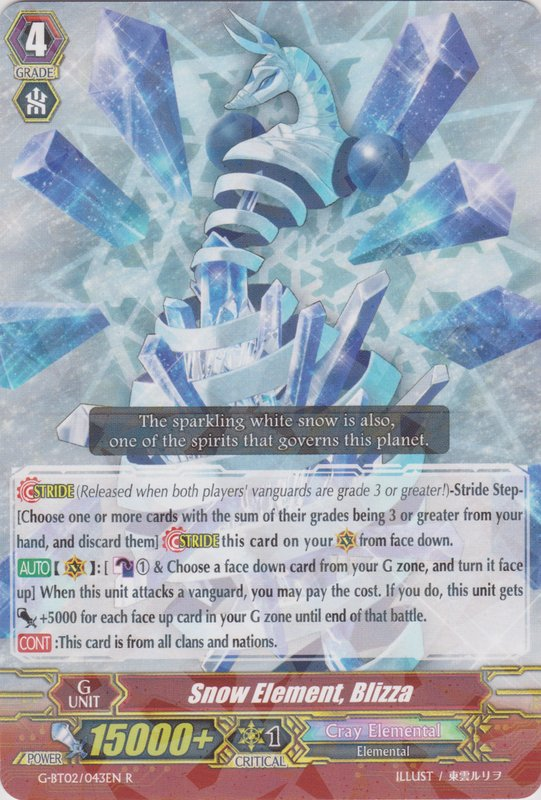 4
GRADE
The sparkling white snow is also,
one of the spirits that governs this planet.
STRIDE (Released when both players' vanguards are grade 3 or greater!)-Stride Step-
[Choose one or more cards with the sum of their grades being 3 or greater from your
hand, and discard them] STRIDE this card on your from face down.
AUTO【 】:[ ① & Choose a face down card from your G zone, and turn it face
up] When this unit attacks a vanguard, you may pay the cost. If you do, this unit gets
+5000 for each face up card in your G zone until end of that battle.
CONT :This card is from all clans and nations.
G
UNIT
Snow Element, Blizza
POWER
15000+
1
CRITICAL
Cray Elemental
Elemental
G-BT02/043EN R
ILLUST / 東雲ルリヲ